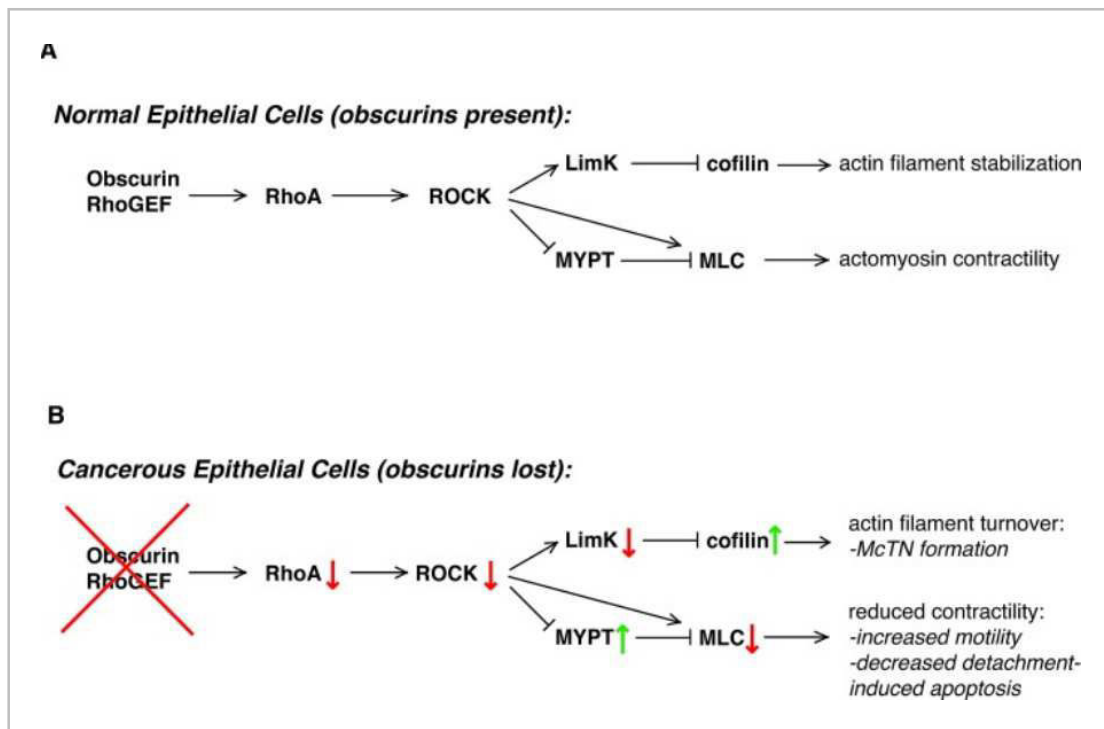 A
Normal Epithelial Cells (obscurins present):
Obscurin
RhoGEF
RhoA
ROCK
LimK
cofilin
actin filament stabilization
MYPT
MLC
actomyosin contractility
B
Cancerous Epithelial Cells (obscurins lost):
Obscurin
RhoGEF
RhoA
ROCK
LimK
cofilin
actin filament turnover:
-McTN formation
MYPT
MLC
reduced contractility:
-increased motility
-decreased detachment-
induced apoptosis